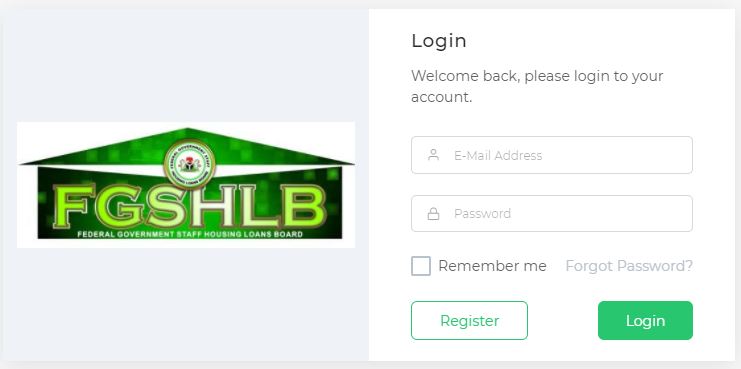 FGSHLB
FEDERAL GOVERNMENT STAFF HOUSING LOANS BOARD
Login
Welcome back, please login to your
account.
E-Mail Address
Password
Remember me
Forgot Password?
Register
Login